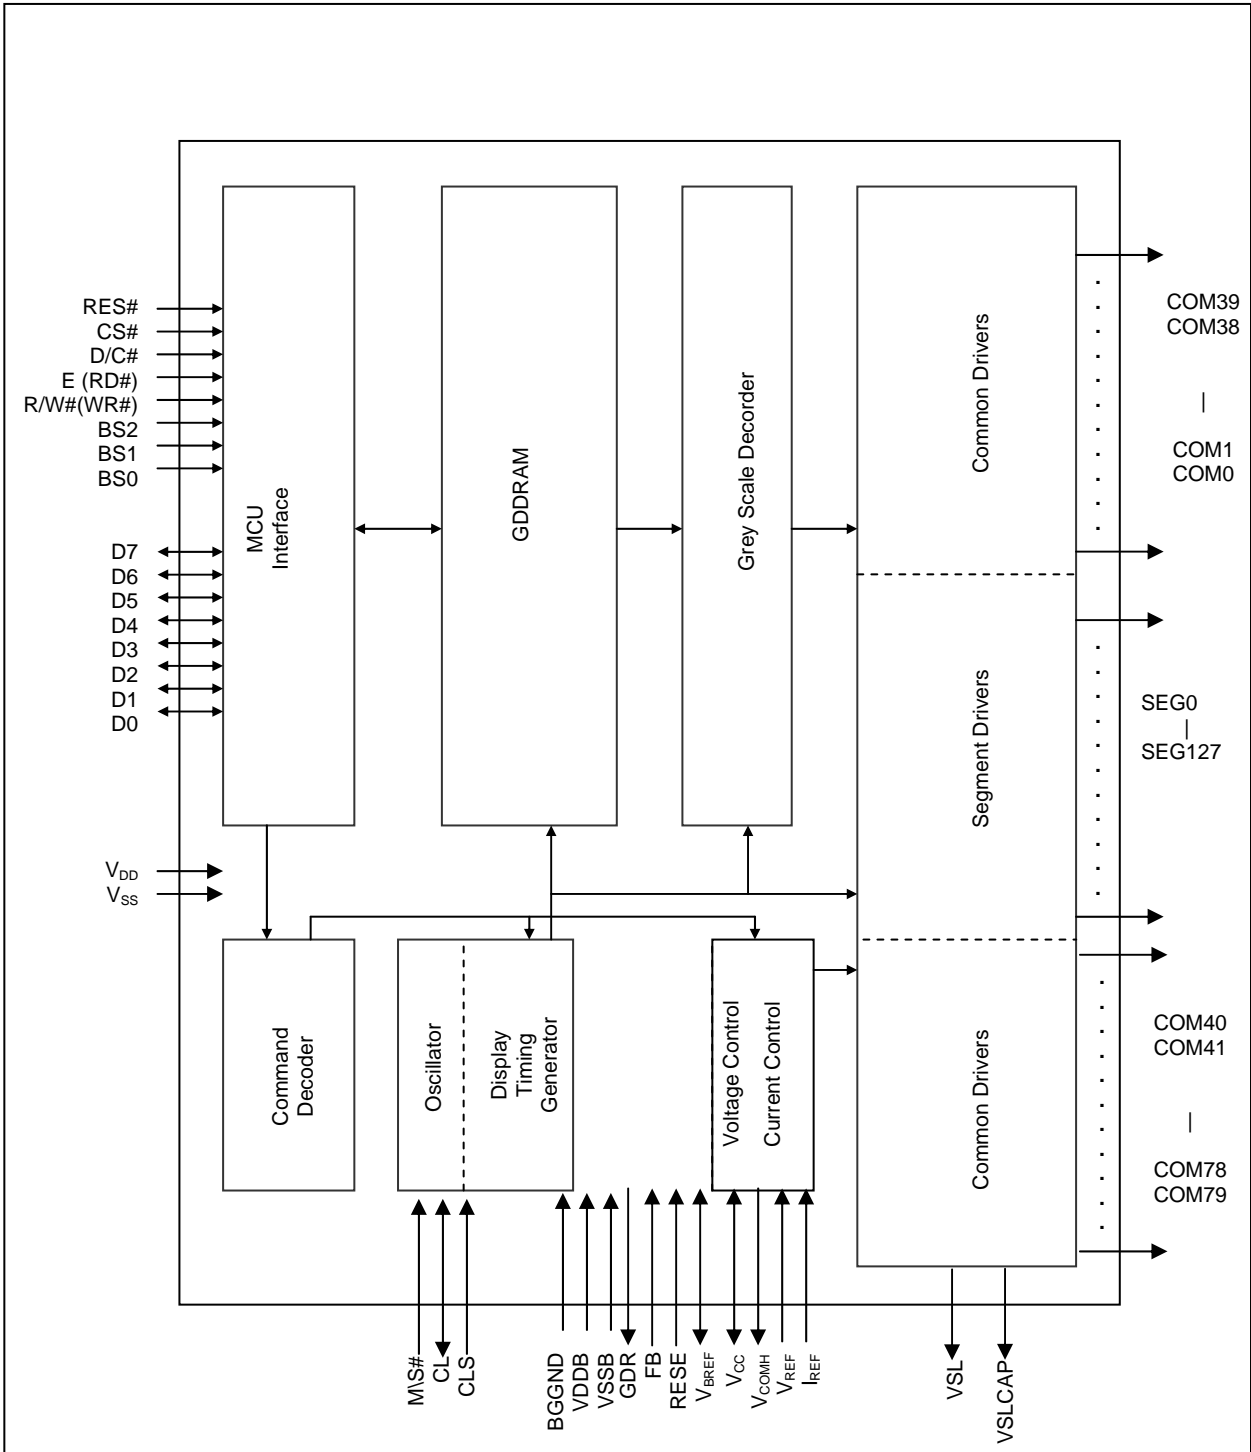 RES#
CS#
D/C#
E (RD#)
R/W#(WR#)
BS2
BS1
BS0
D7
D6
D5
D4
D3
D2
D1
D0
VDD
VSS
MCU
Interface
GDDRAM
Grey Scale Decorder
Common Drivers
Segment Drivers
Common Drivers
COM39
COM38
|
COM1
COM0
SEG0
|
SEG127
COM40
COM41
|
COM78
COM79
Command
Decoder
Oscillator
Display
Timing
Generator
Voltage Control
Current Control
M\S#
CL
CLS
BGGND
VDDB
VSSB
GDR
FB
RESE
VBREF
VCC
VCOMH
VREF
IREF
VSL
VSLCAP